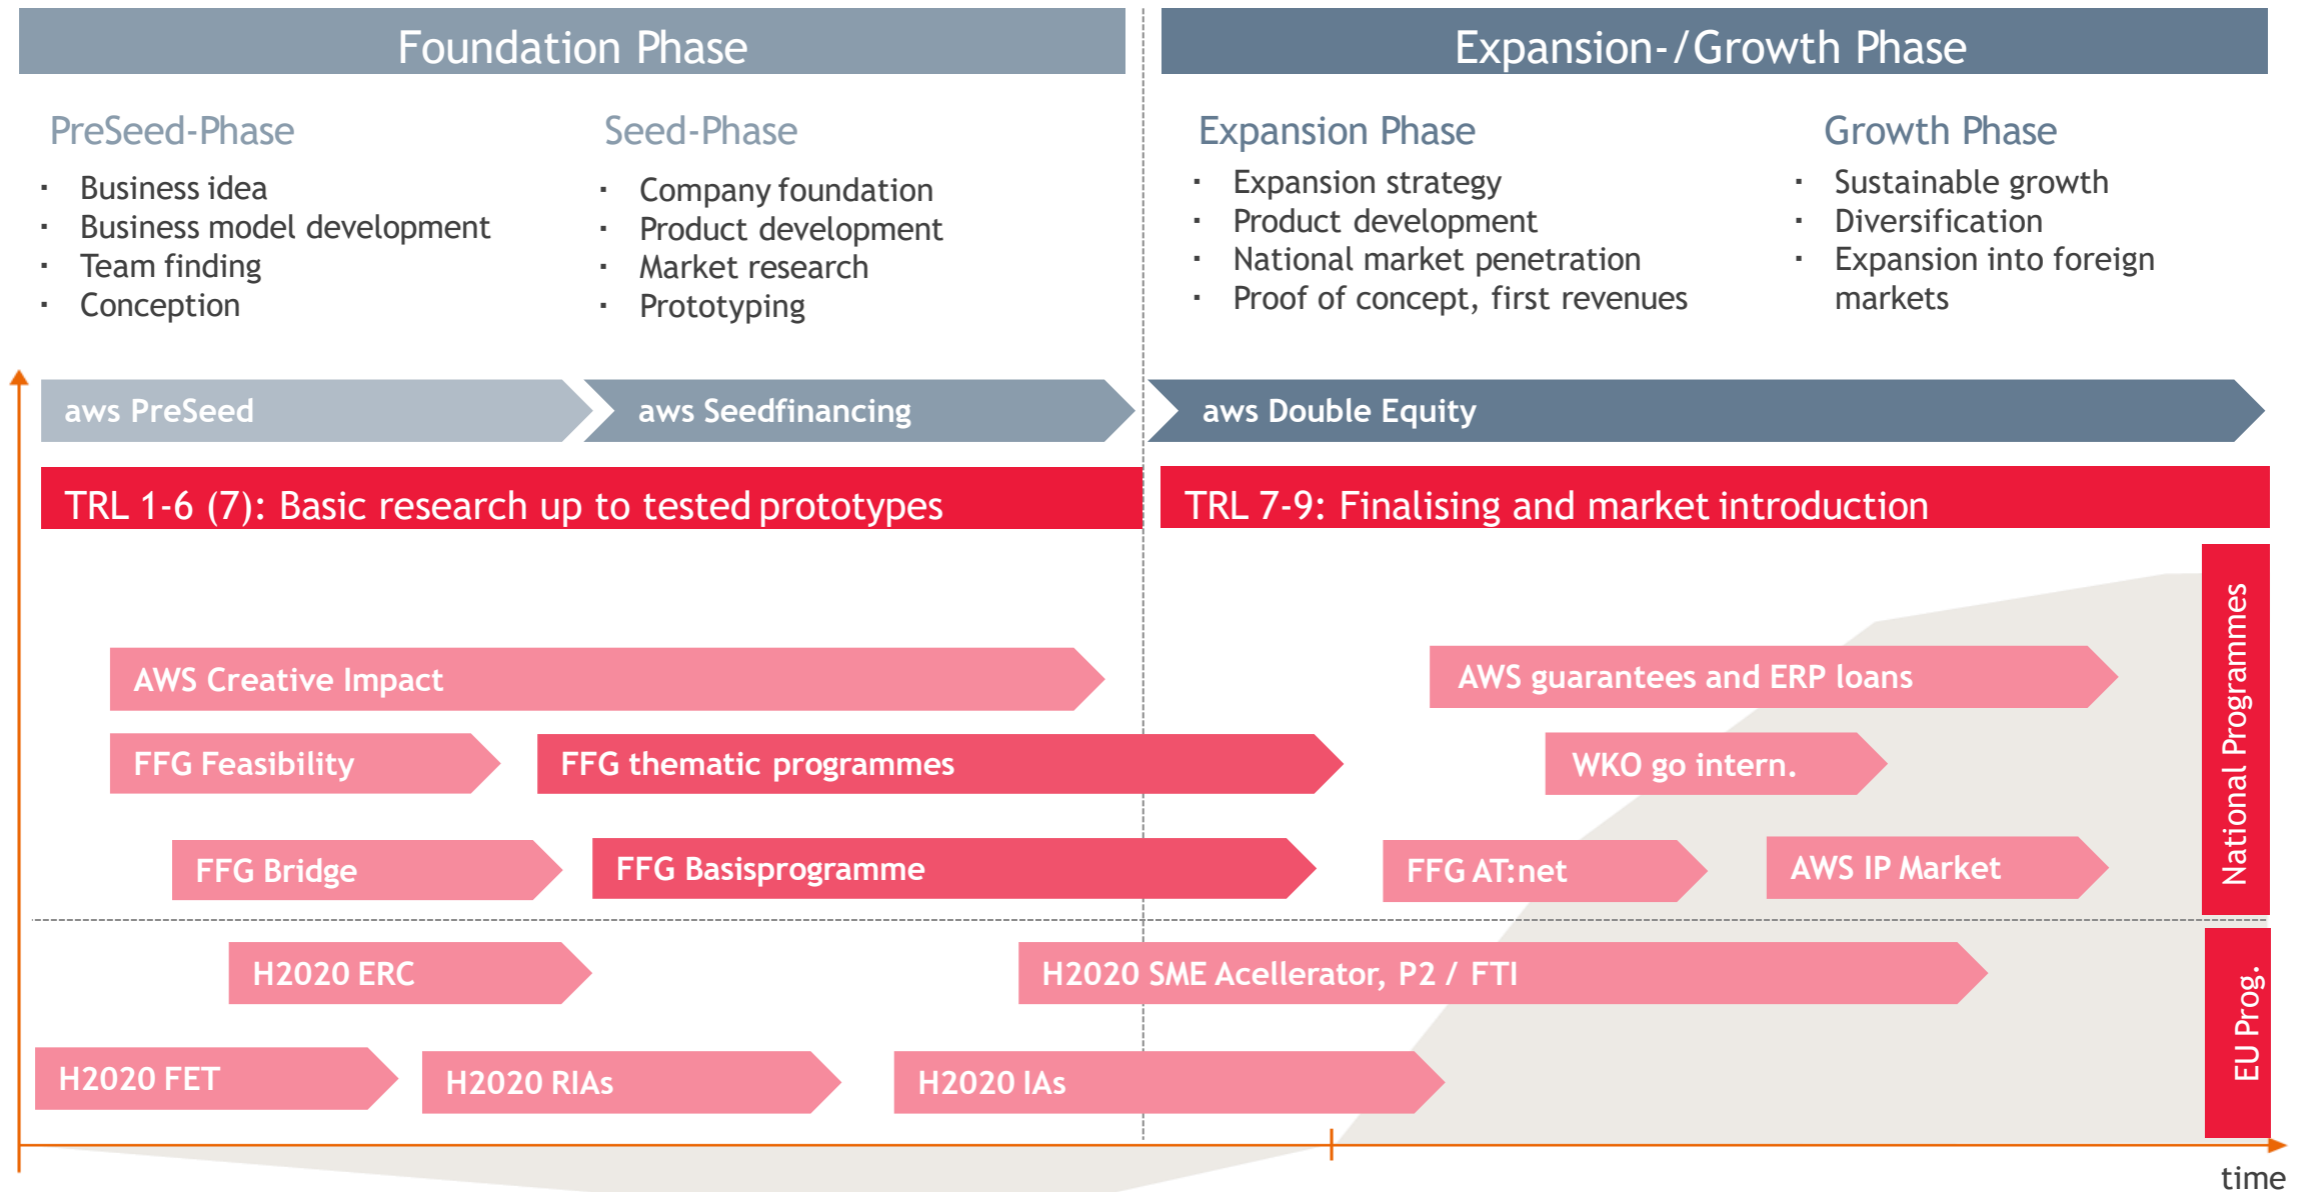 Foundation Phase
Expansion-/Growth Phase
PreSeed-Phase
▪ Business idea
▪ Business model development
▪ Team finding
▪ Conception
Seed-Phase
▪ Company foundation
▪ Product development
▪ Market research
▪ Prototyping
Expansion Phase
▪ Expansion strategy
▪ Product development
▪ National market penetration
▪ Proof of concept, first revenues
Growth Phase
▪ Sustainable growth
▪ Diversification
▪ Expansion into foreign
markets
aws PreSeed
aws Seedfinancing
aws Double Equity
TRL 1-6 (7): Basic research up to tested prototypes
TRL 7-9: Finalising and market introduction
National Programmes
AWS Creative Impact
AWS guarantees and ERP loans
FFG Feasibility
FFG thematic programmes
WKO go intern.
FFG Bridge
FFG Basisprogramme
FFG AT:net
AWS IP Market
EU Prog.
H2020 ERC
H2020 SME Acellerator, P2 / FTI
H2020 FET
H2020 RIAs
H2020 IAs
time